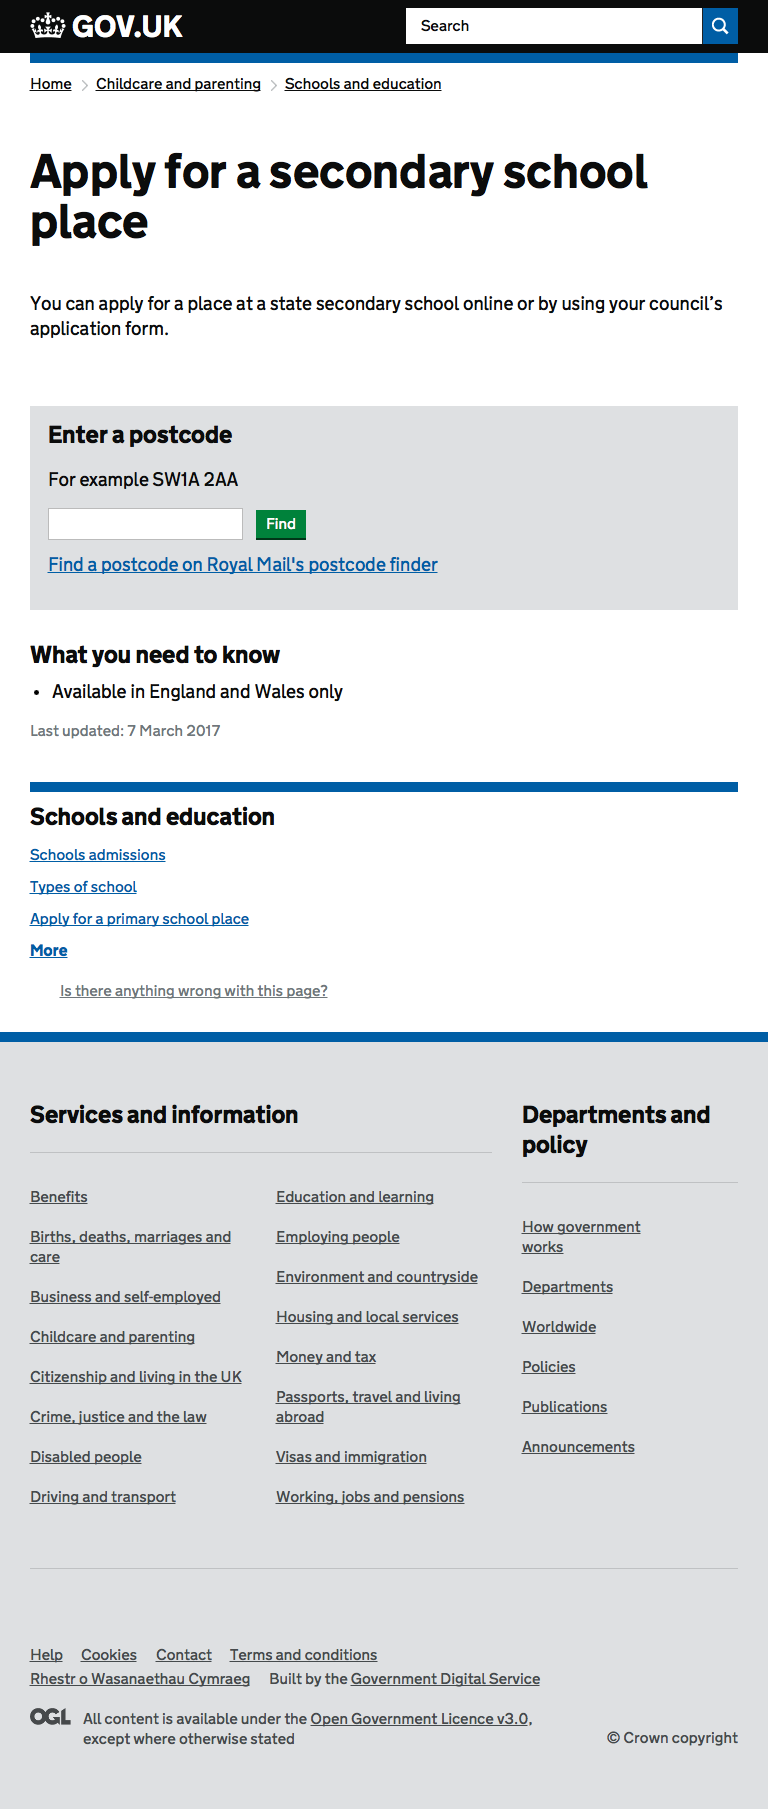 GOV.UK
Search
Home Childcare and parenting Schools and education
Apply for a secondary school
place
You can apply for a place at a state secondary school online or by using your council’s
application form.
Enter a postcode
For example SW1A 2AA
Find
Find a postcode on Royal Mail's postcode finder
What you need to know
• Available in England and Wales only
Last updated: 7 March 2017
Schools and education
Schools admissions
Types of school
Apply for a primary school place
More
Is there anything wrong with this page?
Services and information
Benefits
Births, deaths, marriages and
care
Business and self-employed
Childcare and parenting
Citizenship and living in the UK
Crime, justice and the law
Disabled people
Driving and transport
Education and learning
Employing people
Environment and countryside
Housing and local services
Money and tax
Passports, travel and living
abroad
Visas and immigration
Working, jobs and pensions
Departments and
policy
How government
works
Departments
Worldwide
Policies
Publications
Announcements
Help Cookies Contact Terms and conditions
Rhestr o Wasanaethau Cymraeg Built by the Government Digital Service
OGL All content is available under the Open Government Licence v3.0,
except where otherwise stated
© Crown copyright